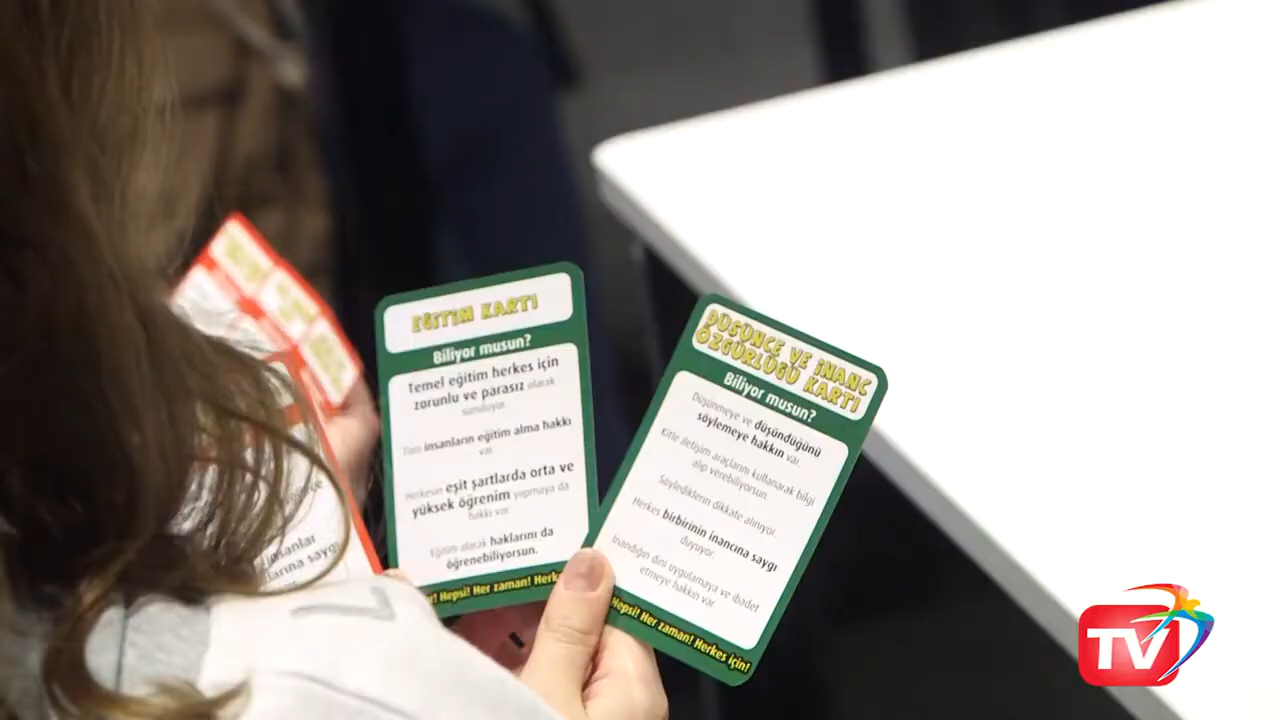 EĞİTİM KARTI
Biliyor musun?
Temel eğitim herkes için
zorunlu ve parasız olarak
sunuluyor.
Tüm insanların eğitim alma hakkı
var.
Herkesin eşit şartlarda orta ve
yüksek öğrenim yapmaya da
hakkı var.
Eğitim olarak haklarını da
öğrenebiliyorsun.
Hepsi! Her zaman!
DÜŞÜNCE VE İNANÇ
ÖZGÜRLÜĞÜ KARTI
Biliyor musun?
Düşünmeye ve düşündüğünü
söylemeye hakkın var.
Kitle iletişim araçlarını kullanarak bilgi
alıp verebiliyorsun.
Söylediklerin dikkate alınıyor.
Herkes birbirinin inancına saygı
duyuyor.
İnandığın dini uygulamaya ve ibadet
etmeye hakkın var.
Hepsi! Her zaman! Herkes için!
insanlar
saygı
TV